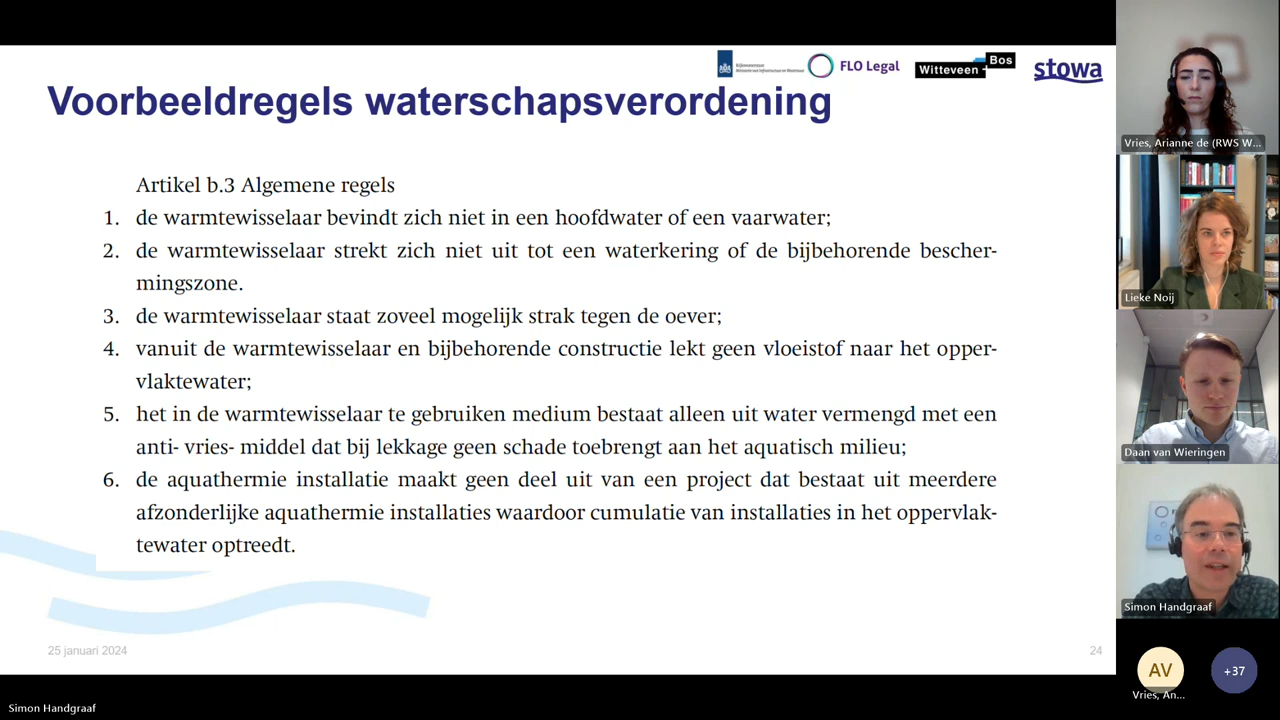 FLO Legal
Witteveen
Bos
stowa
Voorbeeldregels waterschapsverordening
Artikel b.3 Algemene regels
1. de warmtewisselaar bevindt zich niet in een hoofdwater of een vaarwater;
2. de warmtewisselaar strekt zich niet uit tot een waterkering of de bijbehorende bescher-
mingszone.
3. de warmtewisselaar staat zoveel mogelijk strak tegen de oever;
4. vanuit de warmtewisselaar en bijbehorende constructie lekt geen vloeistof naar het opper-
vlaktewater;
5. het in de warmtewisselaar te gebruiken medium bestaat alleen uit water vermengd met een
anti- vries- middel dat bij lekkage geen schade toebrengt aan het aquatisch milieu;
6. de aquathermie installatie maakt geen deel uit van een project dat bestaat uit meerdere
afzonderlijke aquathermie installaties waardoor cumulatie van installaties in het oppervlak-
tewater optreedt.
25 januari 2024
24
Simon Handgraaf
Vries, Arianne de (RWS W...
Lieke Noij
Daan van Wieringen
Simon Handgraaf
AV
+37
Vries, An...